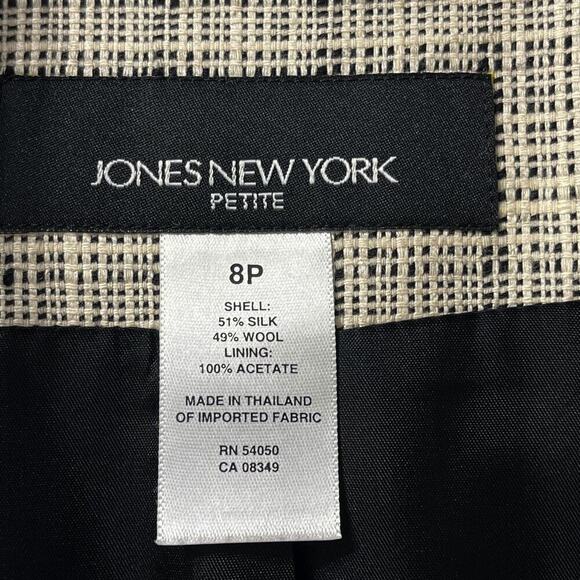 JONES NEW YORK
PETITE
8P
SHELL:
51% SILK
49% WOOL
LINING:
100% ACETATE
MADE IN THAILAND
OF IMPORTED FABRIC
RN 54050
CA 08349